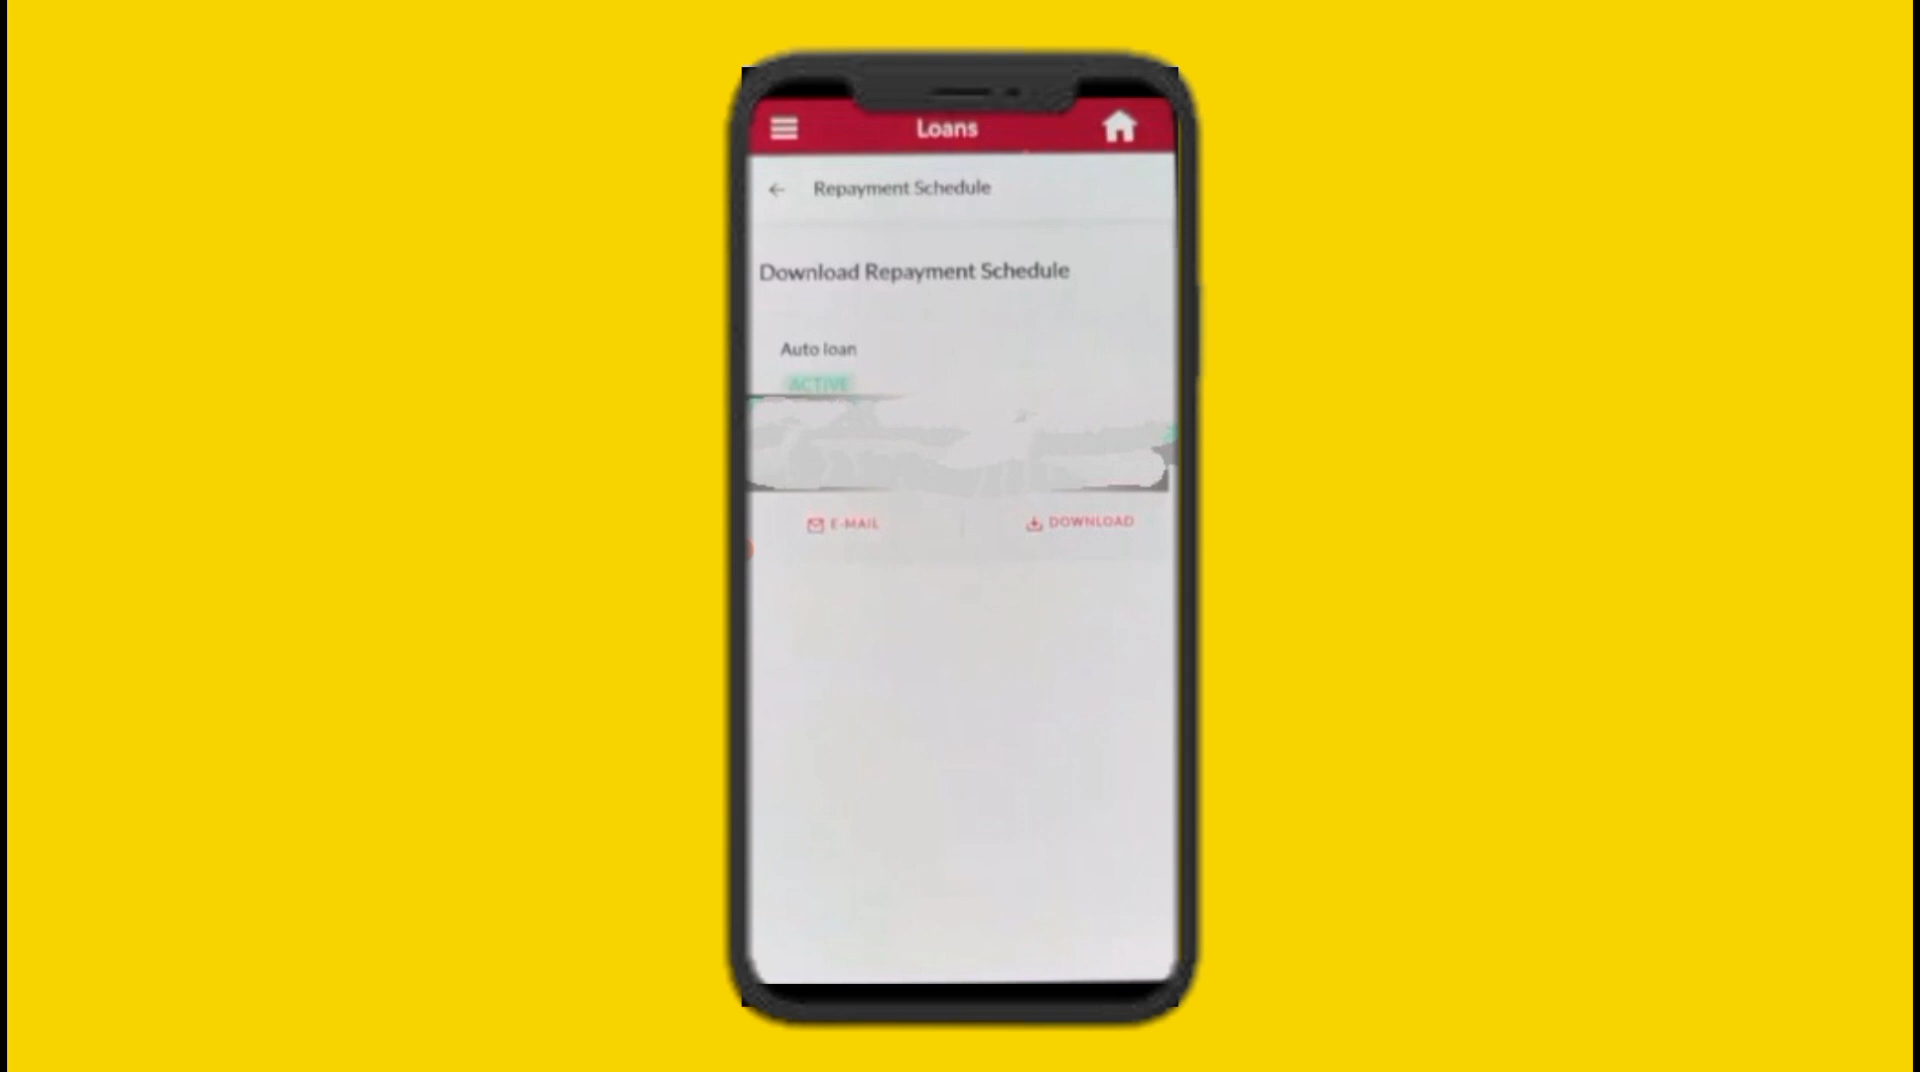 Loans
Repayment Schedule
Download Repayment Schedule
Auto loan
ACTIVE
E-MAIL
DOWNLOAD